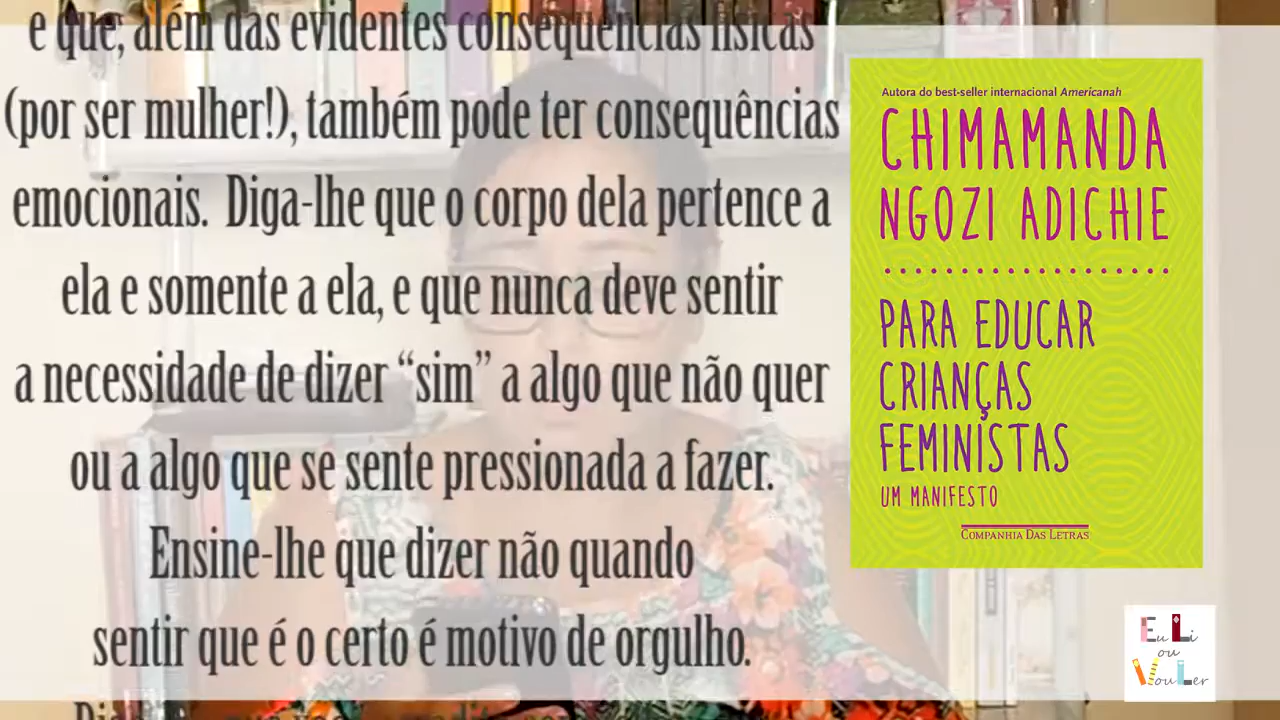 e que, além das evidentes consequências físicas
(por ser mulher!), também pode ter consequências
emocionais. Diga-lhe que o corpo dela pertence a
ela e somente a ela, e que nunca deve sentir
a necessidade de dizer “sim” a algo que não quer
ou a algo que se sente pressionada a fazer.
Ensine-lhe que dizer não quando
sentir que é o certo é motivo de orgulho.
Autora do best-seller internacional Americanah
CHIMAMANDA
NGOZI ADICHIE
PARA EDUCAR
CRIANÇAS
FEMINISTAS
UM MANIFESTO
COMPANHIA DAS LETRAS
Eu Li
ou
Vou Ler